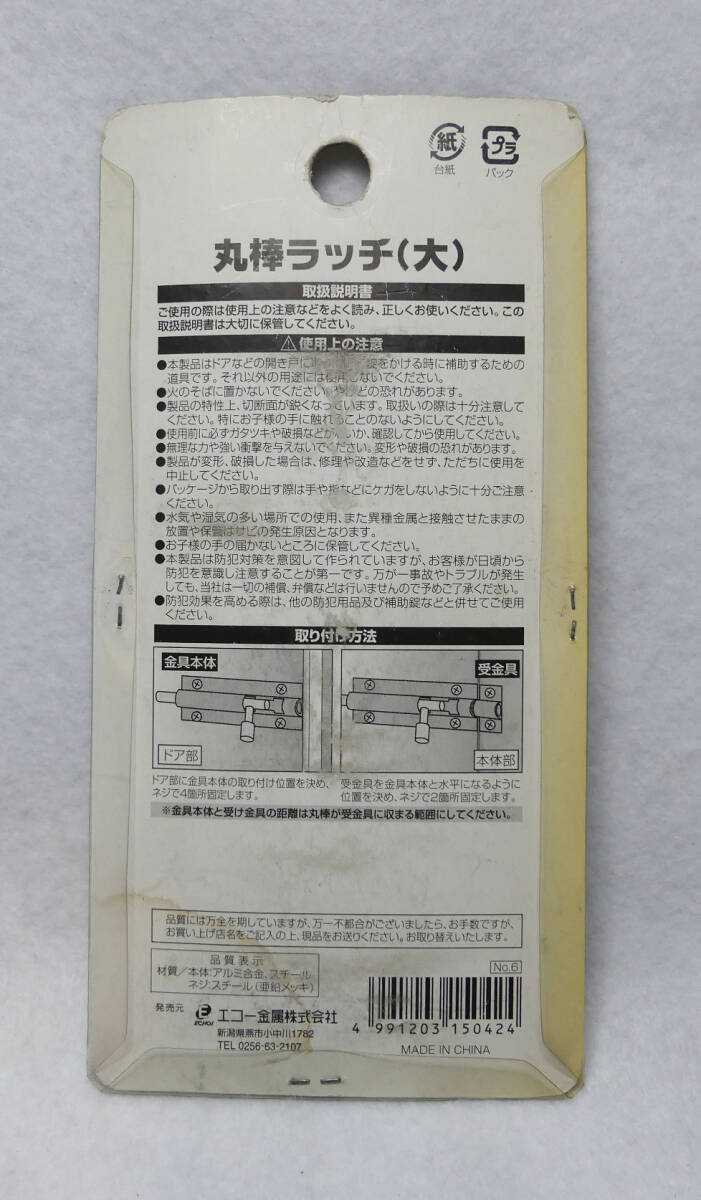 紙
台紙
プラ
パック
丸棒ラッチ(大)
取扱説明書
ご使用の際は使用上の注意などをよく読み、正しくお使いください。この
取扱説明書は大切に保管してください。
⚠使用上の注意
●本製品はドアなどの開き戸に 錠をかける時に補助するための
道具です。それ以外の用途には使用しないでください。
●火のそばに置かないでください。 どの恐れがあります。
●製品の特性上、切断面が鋭くなっています。取扱いの際は十分注意して
ください。特にお子様の手に触れることのないようにしてください。
●使用前に必ずガタツキや破損などがないか、確認してから使用してください。
●無理な力や強い衝撃を与えないでください。変形や破損の恐れがあります。
●製品が変形、破損した場合は、修理や改造などをせず、ただちに使用を
中止してください。
●パッケージから取り出す際は手や指などにケガをしないように十分ご注意
ください。
●水気や湿気の多い場所での使用、また異種金属と接触させたままの
放置や保管はサビの発生原因となります。
●お子様の手の届かないところに保管してください。
●本製品は防犯対策を意図して作られていますが、お客様が日頃から
防犯を意識し注意することが第一です。万が一事故やトラブルが発生
しても、当社は一切の補償、弁償などは行いませんので予めご了承ください。
●防犯効果を高める際は、他の防犯用品及び補助錠などと併せてご使用
ください。
取り付け方法
金具本体
ドア部
受金具
本体部
ドア部に金具本体の取り付け位置を決め、
ネジで4箇所固定します。
受金具を金具本体と水平になるように
位置を決め、ネジで2箇所固定します。
※金具本体と受け金具の距離は丸棒が受金具に収まる範囲にしてください。
品質には万全を期していますが、万一不都合がございましたら、お手数ですが、
お買い上げ店名をご記入の上、現品をお送りください。お取り替えいたします。
品質表示
材質/本体:アルミ合金、スチール
ネジ:スチール(亜鉛メッキ)
No.6
発売元
ECHO
エコー金属株式会社
新潟県燕市小中川1782
TEL 0256-63-2107
4 991203 150424
MADE IN CHINA